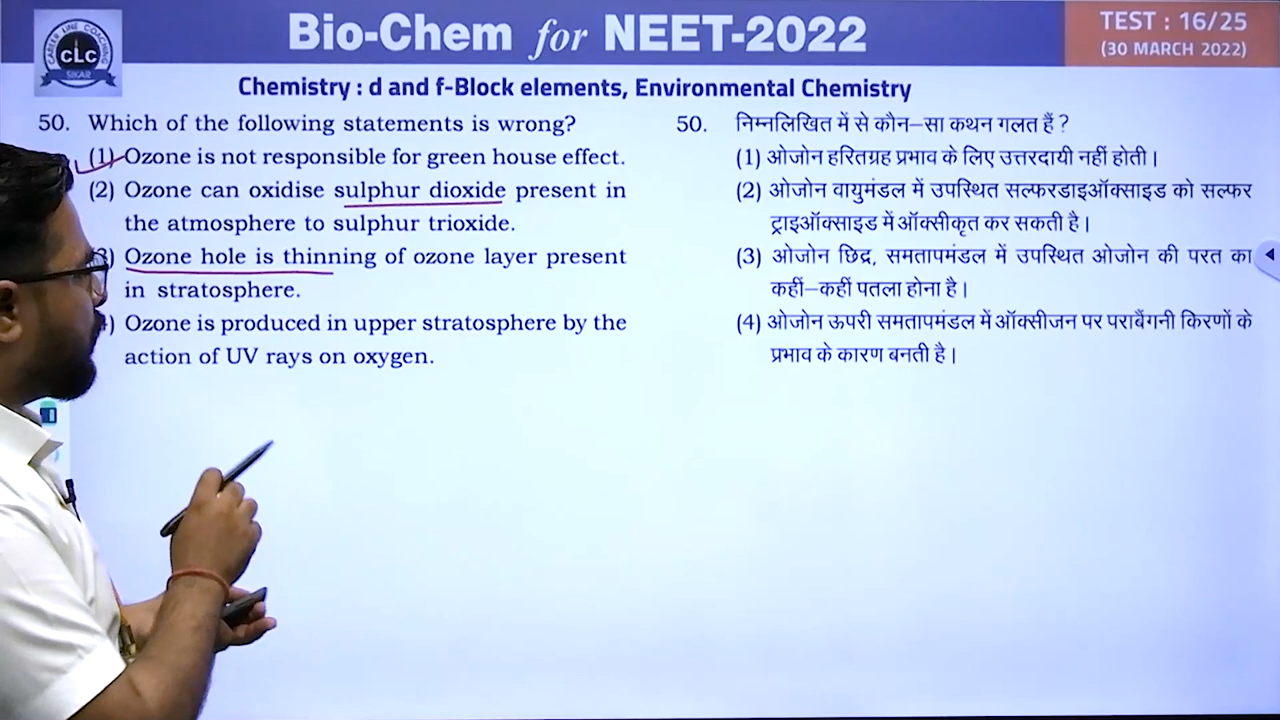 Bio-Chem for NEET-2022
TEST : 16/25
(30 MARCH 2022)
CAREER LINE COACHING
CLC
SIKAR
Chemistry : d and f-Block elements, Environmental Chemistry
50. Which of the following statements is wrong?
(1) Ozone is not responsible for green house effect.
(2) Ozone can oxidise sulphur dioxide present in
the atmosphere to sulphur trioxide.
3) Ozone hole is thinning of ozone layer present
in stratosphere.
) Ozone is produced in upper stratosphere by the
action of UV rays on oxygen.
50. निम्नलिखित में से कौन–सा कथन गलत हैं ?
(1) ओजोन हरितग्रह प्रभाव के लिए उत्तरदायी नहीं होती।
(2) ओजोन वायुमंडल में उपस्थित सल्फरडाइऑक्साइड को सल्फर
ट्राइऑक्साइड में ऑक्सीकृत कर सकती है।
(3) ओजोन छिद्र, समतापमंडल में उपस्थित ओजोन की परत का
कहीं–कहीं पतला होना है।
(4) ओजोन ऊपरी समतापमंडल में ऑक्सीजन पर पराबैंगनी किरणों के
प्रभाव के कारण बनती है।